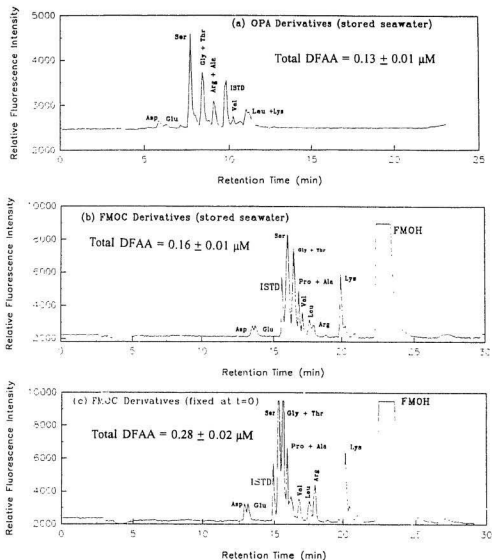 (a) OPA Derivatives (stored seawater)
Total DFAA = 0.13 ± 0.01 µM
Relative Fluorescence Intensity
5000
4000
3000
2000
Asp
Glu
Ser
Gly + Thr
Arg + Ala
ISTD
Val
Leu +Lys
0 5 10 15 20 25
Retention Time (min)
(b) FMOC Derivatives (stored seawater)
Total DFAA = 0.16 ± 0.01 µM
Relative Fluorescence Intensity
10000
8000
6000
4000
2000
Asp
Glu
ISTD
Ser
Gly + Thr
Pro + Ala
Val
Leu
Arg
Lys
FMOH
0 5 10 15 20 25 30
Retention Time (min)
(c) FMOC Derivatives (fixed at t=0)
Total DFAA = 0.28 ± 0.02 µM
Relative Fluorescence Intensity
10000
8000
6000
4000
2000
Asp
Glu
ISTD
Ser
Gly + Thr
Pro + Ala
Val
Leu
Arg
Lys
FMOH
0 5 10 15 20 25 30
Retention Time (min)